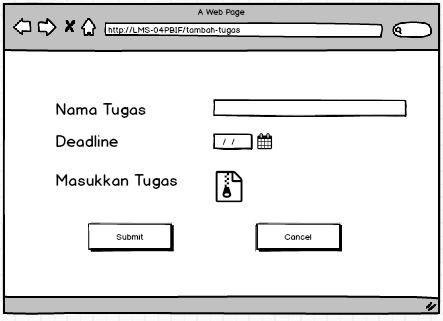 A Web Page
http://LMS-04PBIF/tambah-tugas
Nama Tugas
Deadline
/ /
Masukkan Tugas
Submit
Cancel